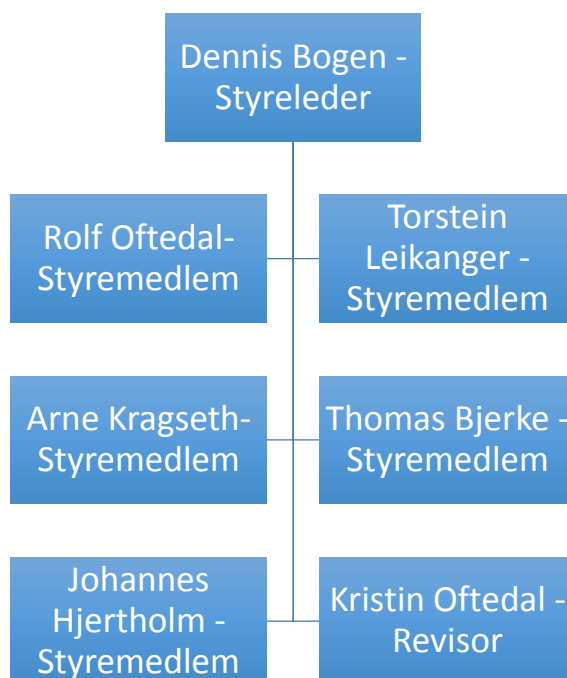 Dennis Bogen -
Styreleder
Rolf Oftedal-
Styremedlem
Torstein
Leikanger -
Styremedlem
Arne Kragseth-
Styremedlem
Thomas Bjerke -
Styremedlem
Johannes
Hjertholm -
Styremedlem
Kristin Oftedal -
Revisor